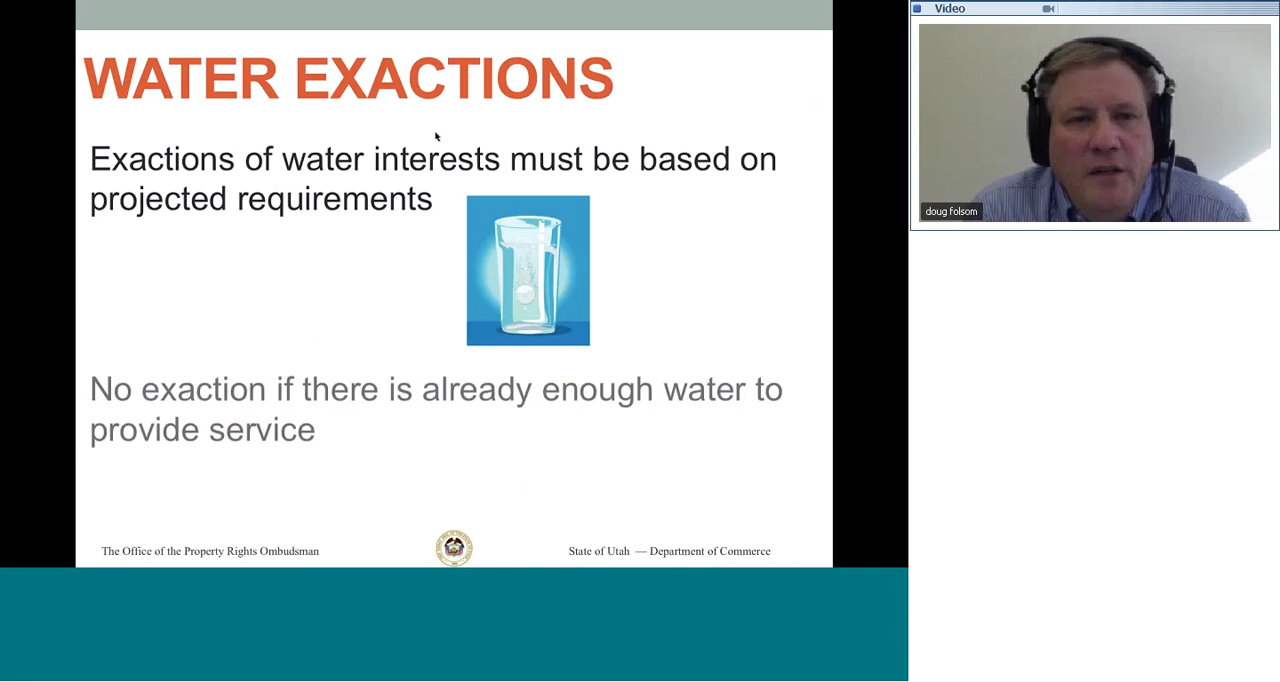 WATER EXACTIONS
Exactions of water interests must be based on
projected requirements
No exaction if there is already enough water to
provide service
The Office of the Property Rights Ombudsman
State of Utah — Department of Commerce
Video
doug folsom